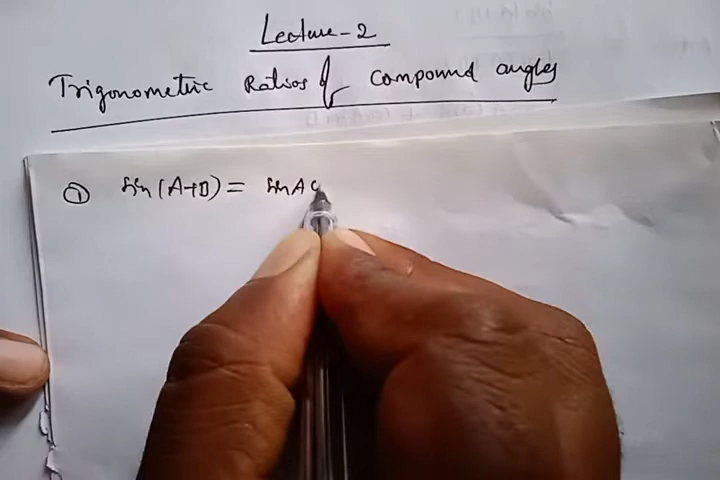 Lecture-2
Trigonometric Ratios of Compound angles
① Sin(A+B) = SinA c